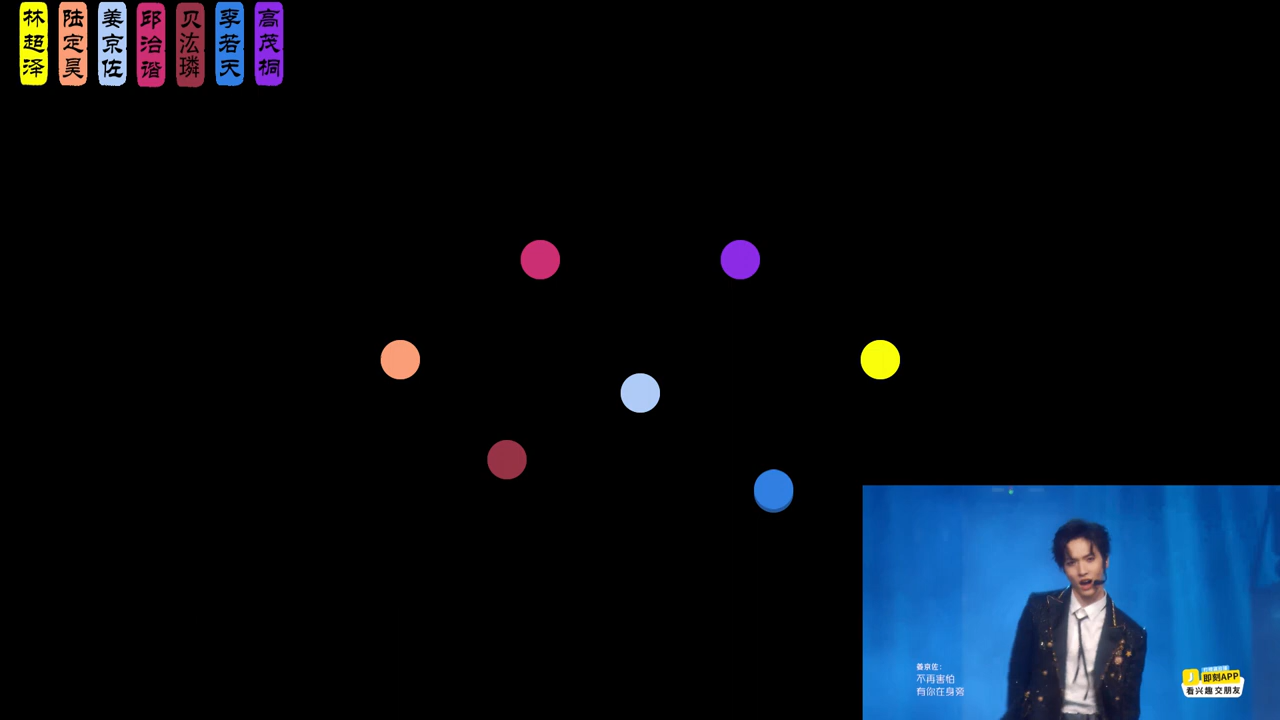 林超泽
陆定昊
姜京佐
邱治谐
贝汯璘
李若天
高茂桐
姜京佐：
不再害怕
有你在身旁
即刻APP
看兴趣 交朋友